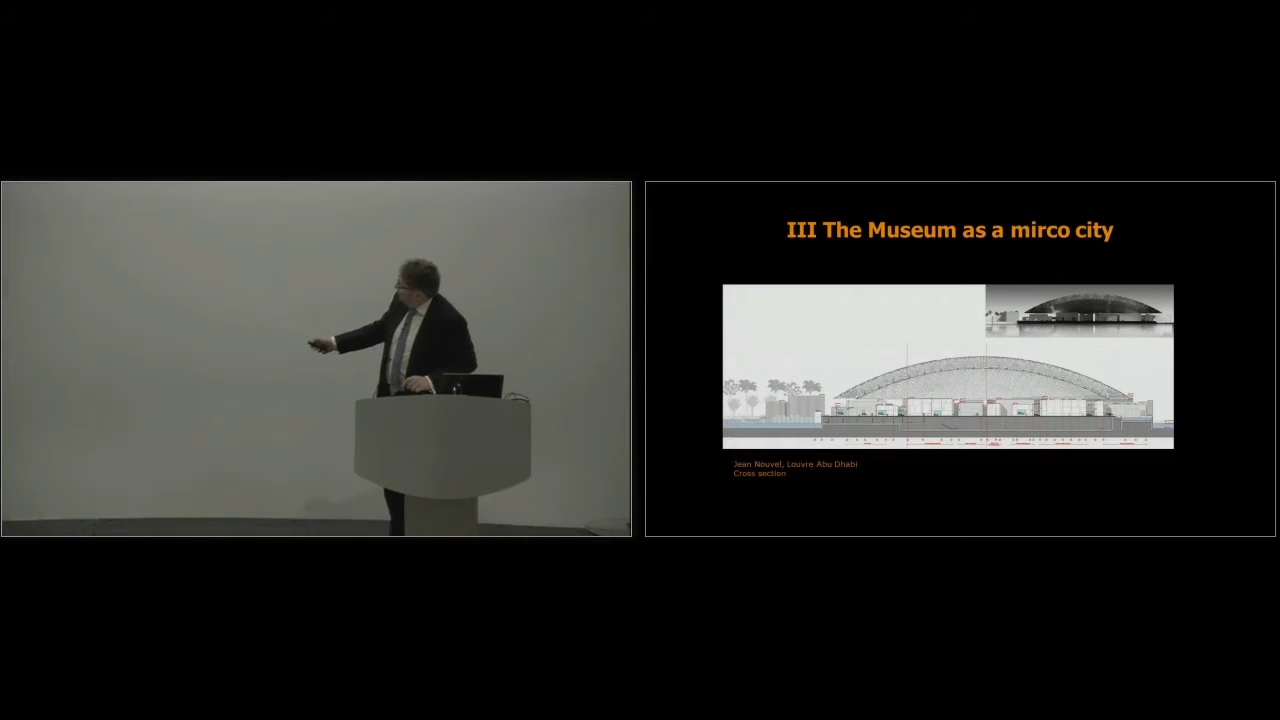 III The Museum as a mirco city
Jean Nouvel, Louvre Abu Dhabi
Cross section